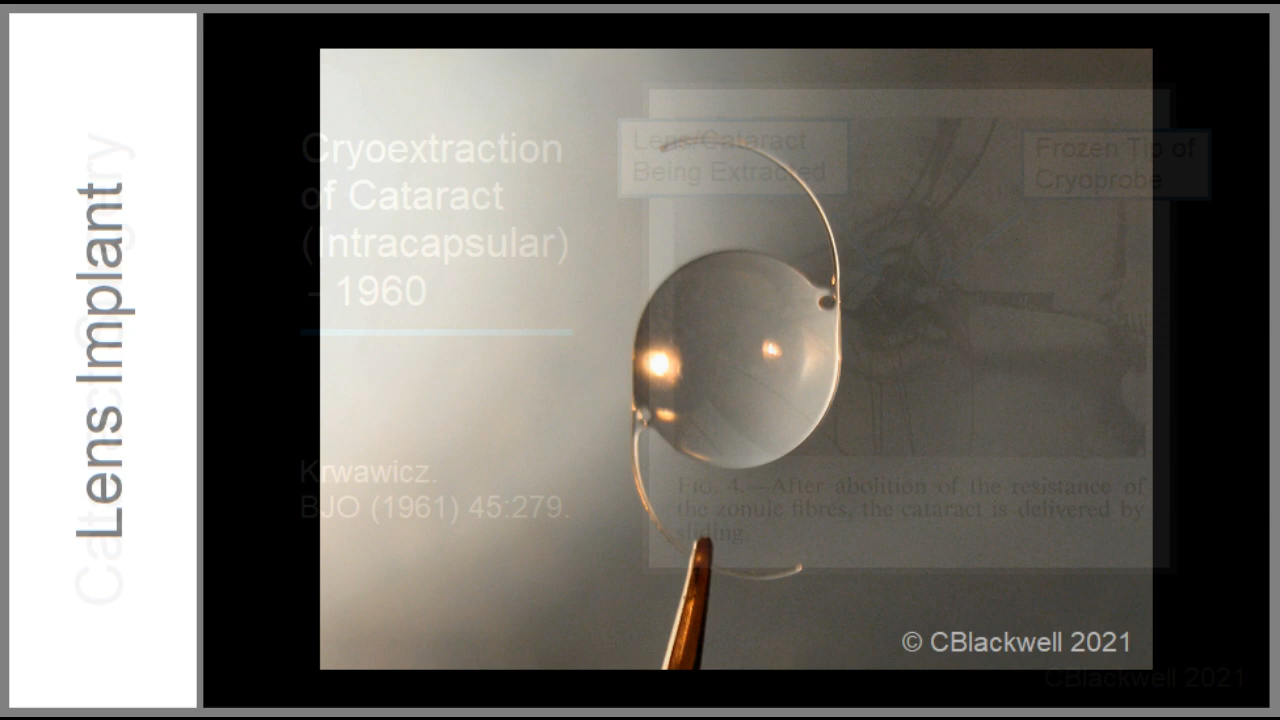 Lens Implant
Cryoextraction
of Cataract
(Intracapsular)
- 1960
Krwawicz.
BJO (1961) 45:279.
Lens/Cataract
Being Extracted
Frozen Tip of
Cryoprobe
FIG. 4.—After abolition of the resistance of
the zonule fibres, the cataract is delivered by
sliding.
© CBlackwell 2021
CBlackwell 2021